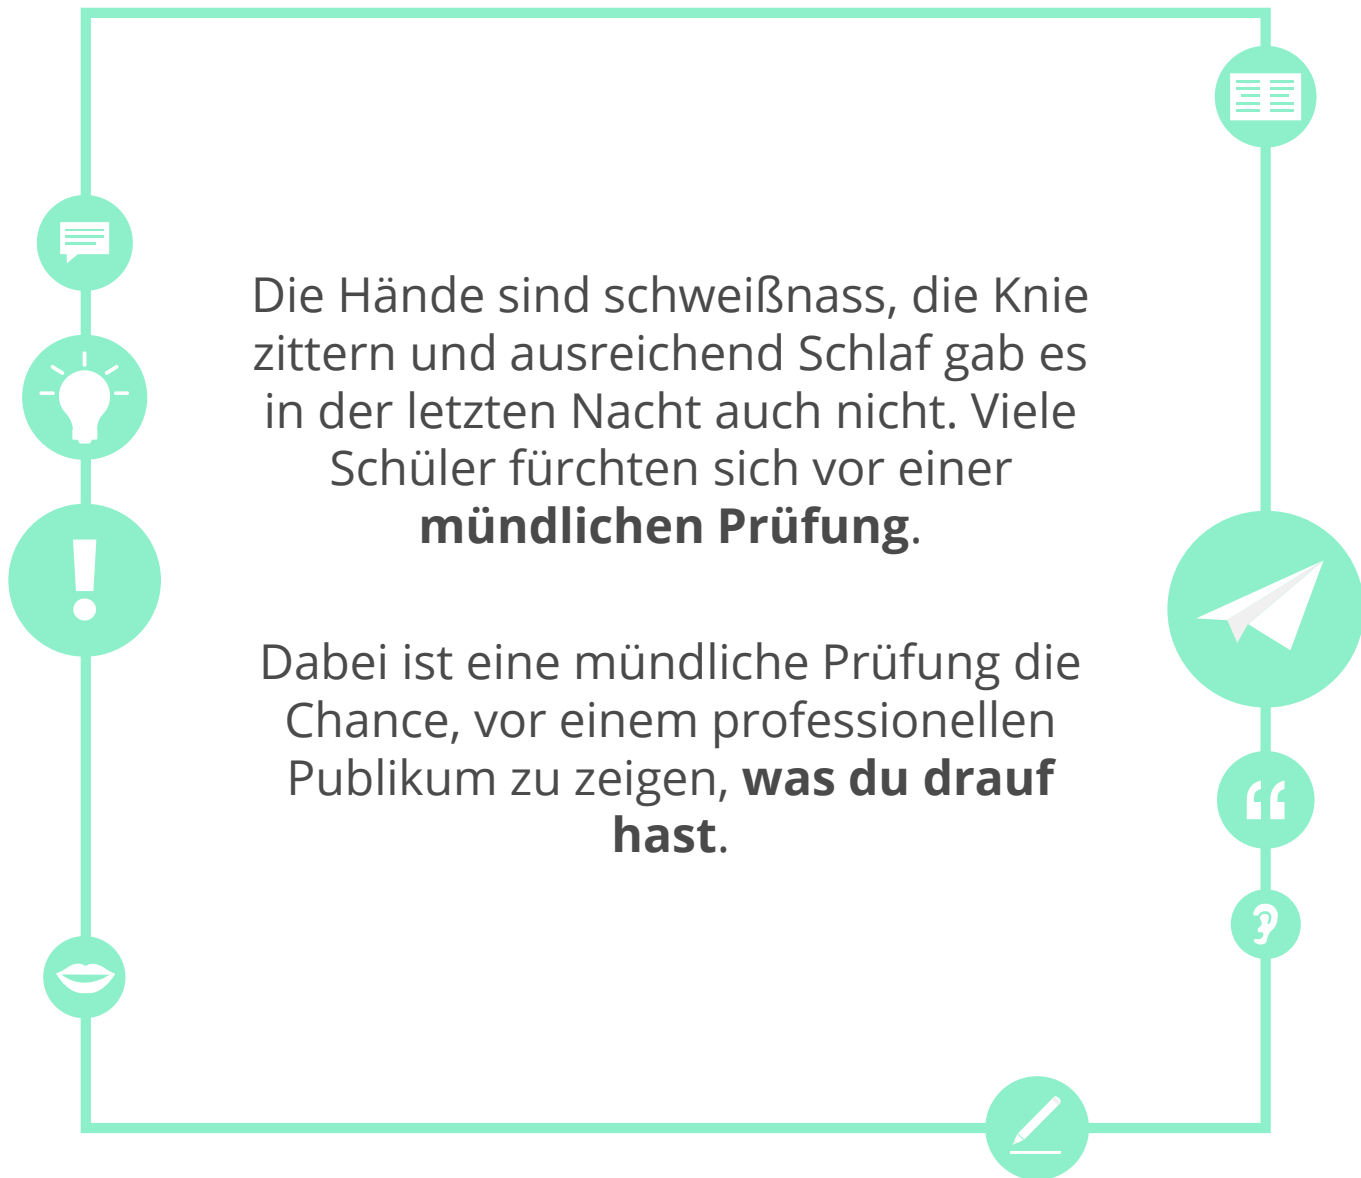 Die Hände sind schweißnass, die Knie
zittern und ausreichend Schlaf gab es
in der letzten Nacht auch nicht. Viele
Schüler fürchten sich vor einer
mündlichen Prüfung.
Dabei ist eine mündliche Prüfung die
Chance, vor einem professionellen
Publikum zu zeigen, was du drauf
hast.